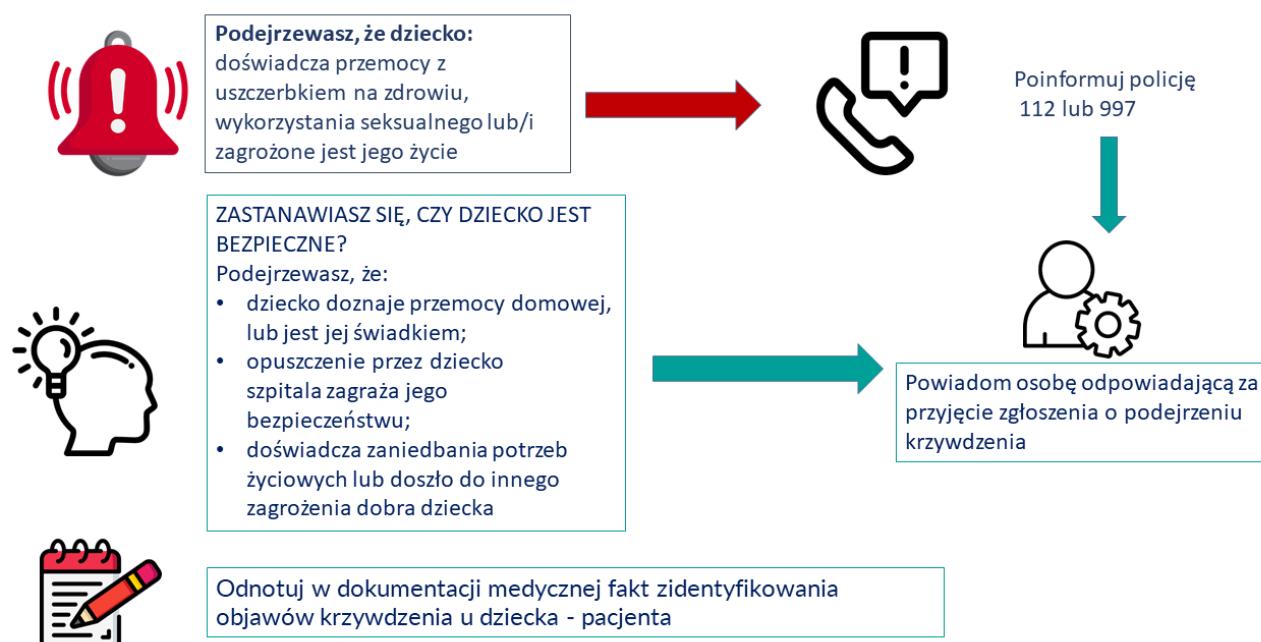 Podejrzewasz, że dziecko:
doświadcza przemocy z
uszczerbkiem na zdrowiu,
wykorzystania seksualnego lub/i
zagrożone jest jego życie
Poinformuj policję
112 lub 997
ZASTANAWIASZ SIĘ, CZY DZIECKO JEST
BEZPIECZNE?
Podejrzewasz, że:
• dziecko doznaje przemocy domowej,
lub jest jej świadkiem;
• opuszczenie przez dziecko
szpitala zagraża jego
bezpieczeństwu;
• doświadcza zaniedbania potrzeb
życiowych lub doszło do innego
zagrożenia dobra dziecka
Powiadom osobę odpowiadającą za
przyjęcie zgłoszenia o podejrzeniu
krzywdzenia
Odnotuj w dokumentacji medycznej fakt zidentyfikowania
objawów krzywdzenia u dziecka - pacjenta